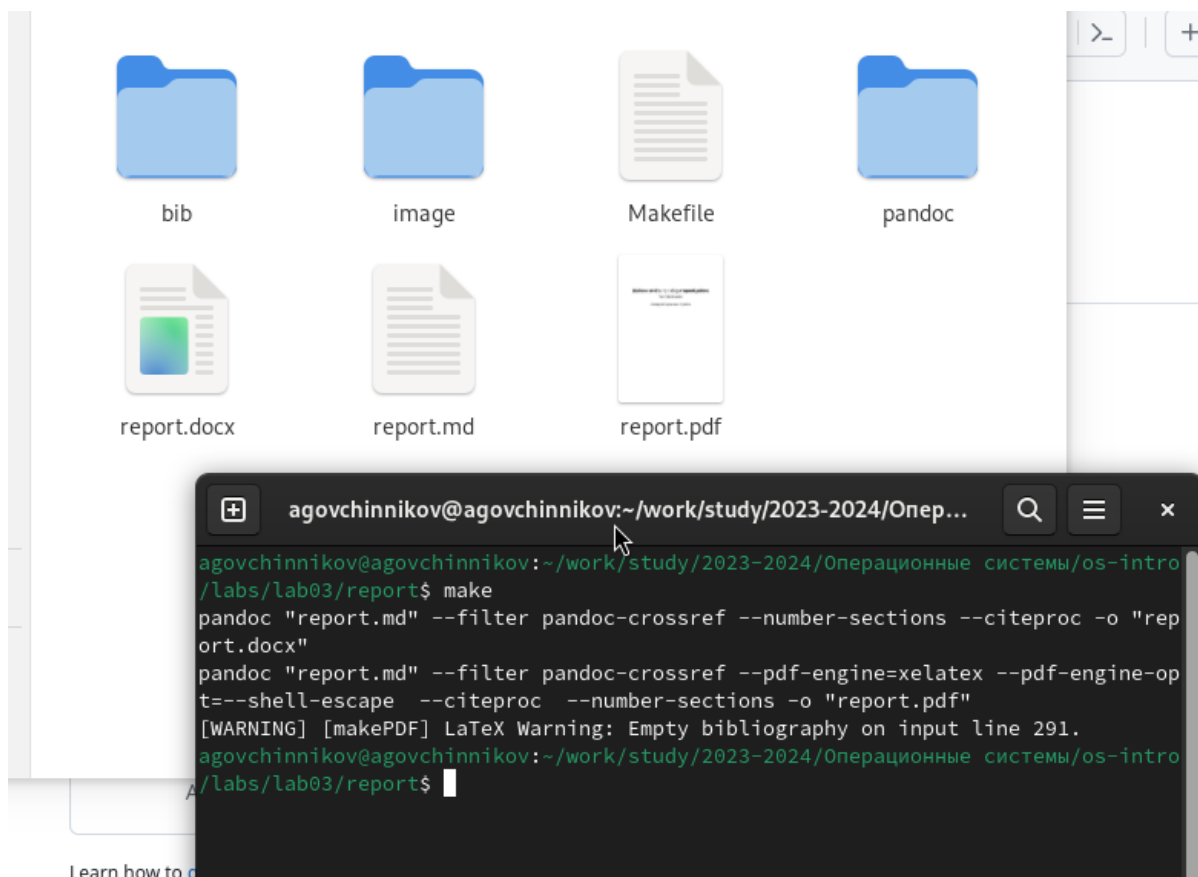 bib
image
Makefile
pandoc
report.docx
report.md
report.pdf
agovchinnikov@agovchinnikov:~/work/study/2023-2024/Опер...
agovchinnikov@agovchinnikov:~/work/study/2023-2024/Операционные системы/os-intro
/labs/lab03/report$ make
pandoc "report.md" --filter pandoc-crossref --number-sections --citeproc -o "rep
ort.docx"
pandoc "report.md" --filter pandoc-crossref --pdf-engine=xelatex --pdf-engine-op
t=--shell-escape  --citeproc  --number-sections -o "report.pdf"
[WARNING] [makePDF] LaTeX Warning: Empty bibliography on input line 291.
agovchinnikov@agovchinnikov:~/work/study/2023-2024/Операционные системы/os-intro
/labs/lab03/report$
Learn how to